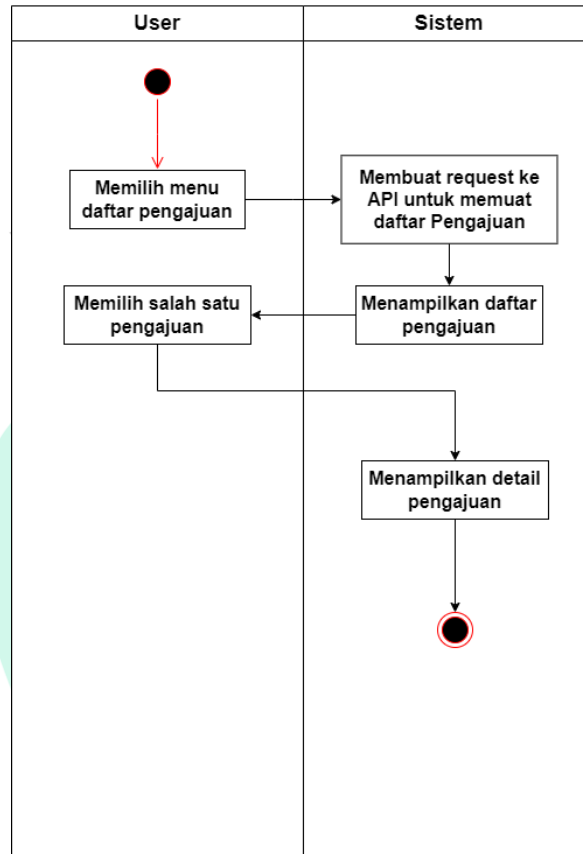 User
Sistem
Memilih menu
daftar pengajuan
Membuat request ke
API untuk memuat
daftar Pengajuan
Memilih salah satu
pengajuan
Menampilkan daftar
pengajuan
Menampilkan detail
pengajuan